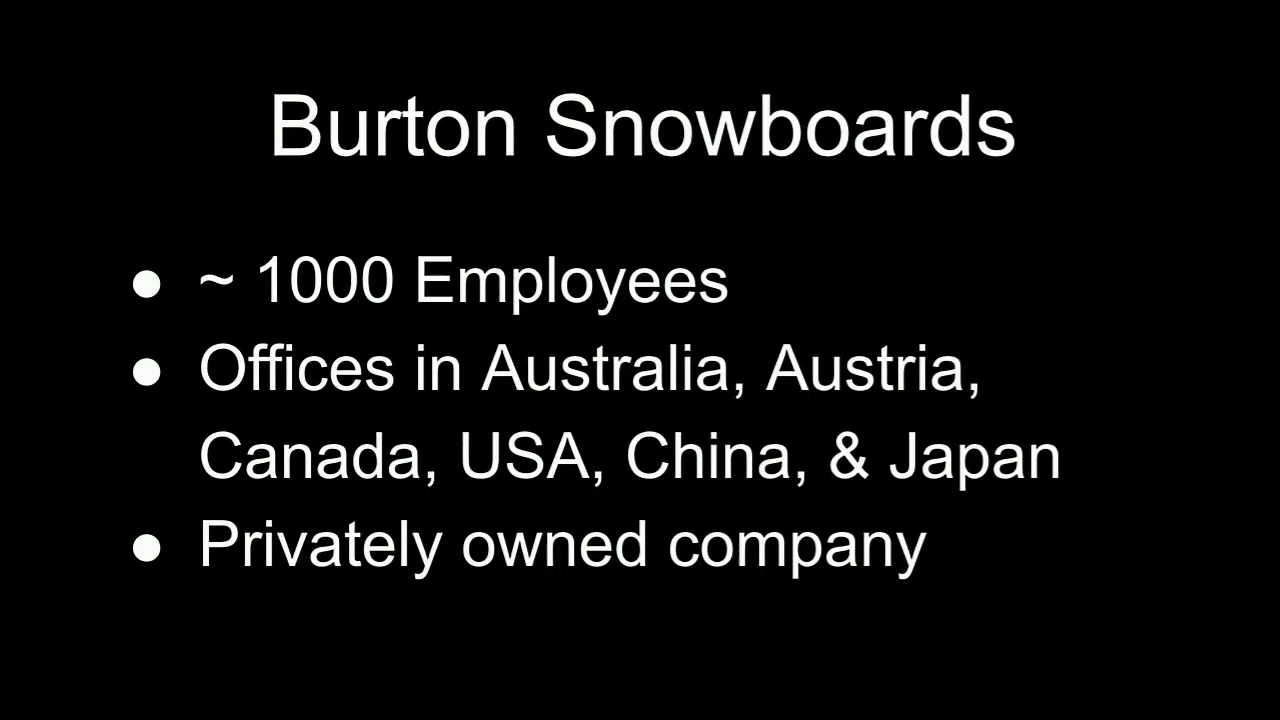 Burton Snowboards
● ~ 1000 Employees
● Offices in Australia, Austria,
Canada, USA, China, & Japan
● Privately owned company